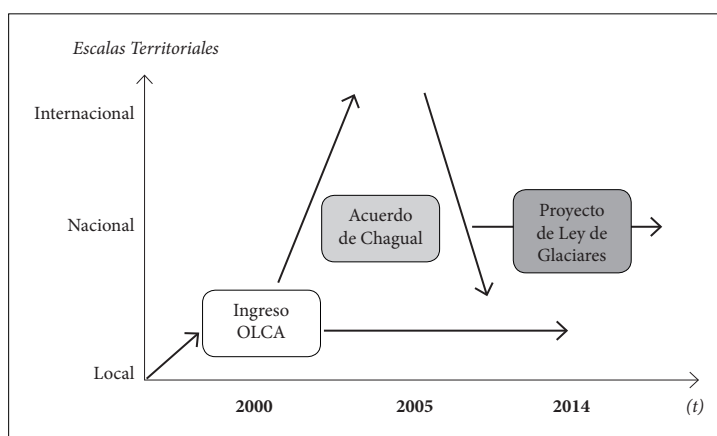 Escalas Territoriales
Internacional
Nacional
Local
Acuerdo
de Chagual
Proyecto
de Ley de
Glaciares
Ingreso
OLCA
2000
2005
2014
(t)